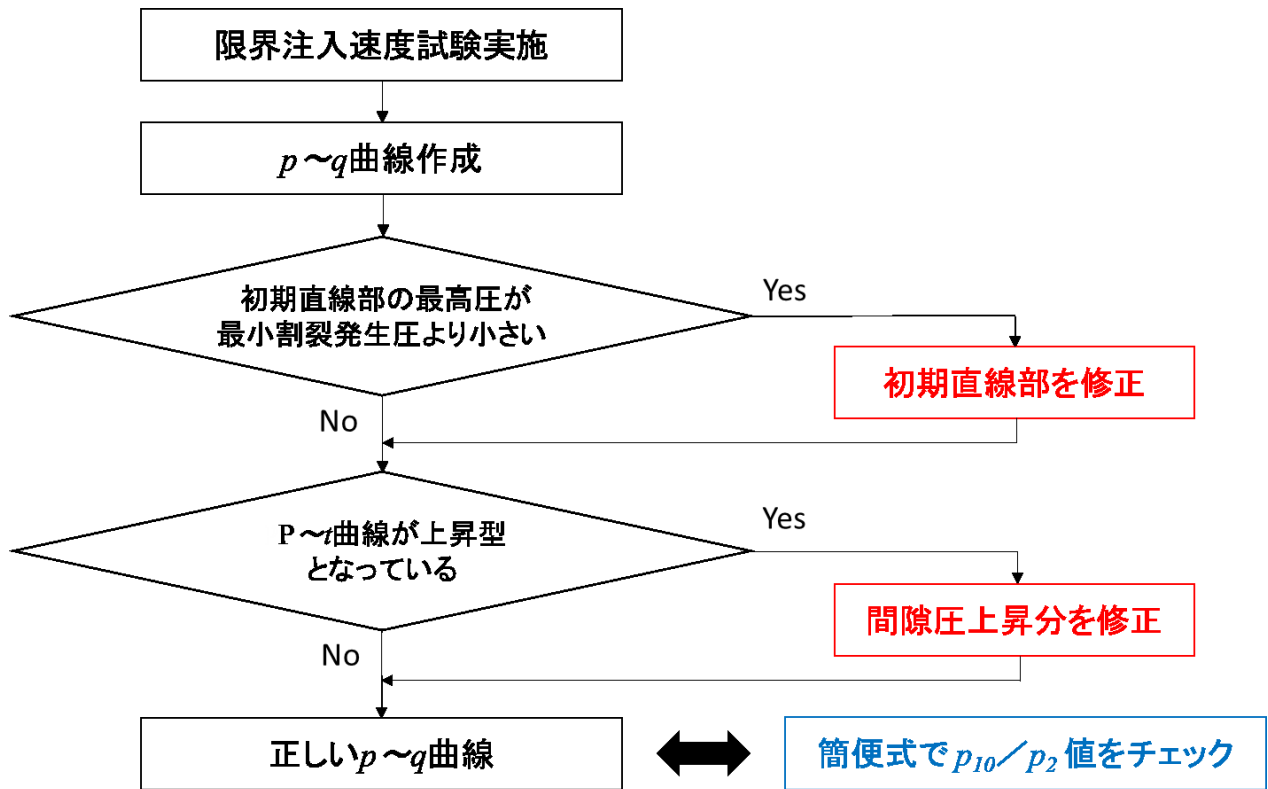 限界注入速度試験実施
p～q曲線作成
初期直線部の最高圧が
最小割裂発生圧より小さい
Yes
初期直線部を修正
No
P～t曲線が上昇型
となっている
Yes
間隙圧上昇分を修正
No
正しいp～q曲線
簡便式でp10／p2値をチェック